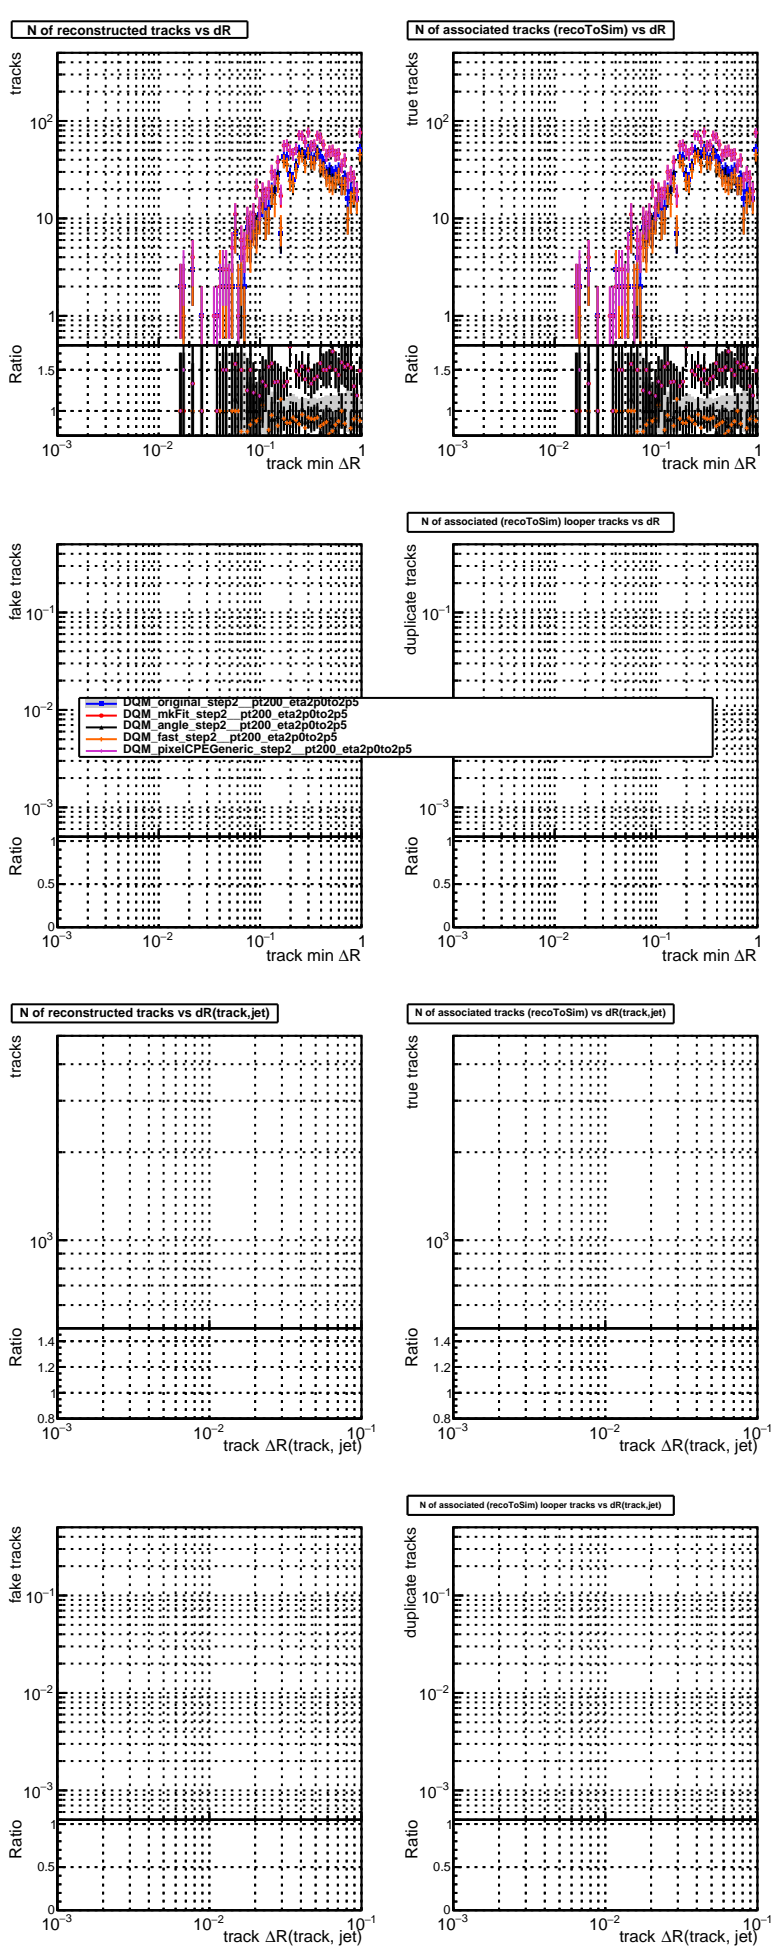 N of reconstructed tracks vs dR
N of associated tracks (recoToSim) vs dR
tracks
10²
10
1
Ratio
1.5
1
10⁻³
10⁻²
10⁻¹
1
track min ΔR
true tracks
10²
10
1
Ratio
1.5
1
10⁻³
10⁻²
10⁻¹
1
track min ΔR
N of associated (recoToSim) looper tracks vs dR
fake tracks
10⁻¹
10⁻²
10⁻³
Ratio
1
0.5
0
10⁻³
10⁻²
10⁻¹
1
track min ΔR
duplicate tracks
10⁻¹
10⁻³
Ratio
1
0.5
0
10⁻³
10⁻²
10⁻¹
1
track min ΔR
DQM_original_step2__pt200_eta2p0to2p5
DQM_mkFit_step2__pt200_eta2p0to2p5
DQM_angle_step2__pt200_eta2p0to2p5
DQM_fast_step2__pt200_eta2p0to2p5
DQM_pixelCPEGeneric_step2__pt200_eta2p0to2p5
N of reconstructed tracks vs dR(track,jet)
N of associated tracks (recoToSim) vs dR(track,jet)
tracks
10³
Ratio
1.4
1.2
1
0.8
10⁻³
10⁻²
10⁻¹
track ΔR(track, jet)
true tracks
10³
Ratio
1.4
1.2
1
0.8
10⁻³
10⁻²
10⁻¹
track ΔR(track, jet)
N of associated (recoToSim) looper tracks vs dR(track,jet)
fake tracks
10⁻¹
10⁻²
10⁻³
Ratio
1
0.5
0
10⁻³
10⁻²
10⁻¹
track ΔR(track, jet)
duplicate tracks
10⁻¹
10⁻²
10⁻³
Ratio
1
0.5
0
10⁻³
10⁻²
10⁻¹
track ΔR(track, jet)